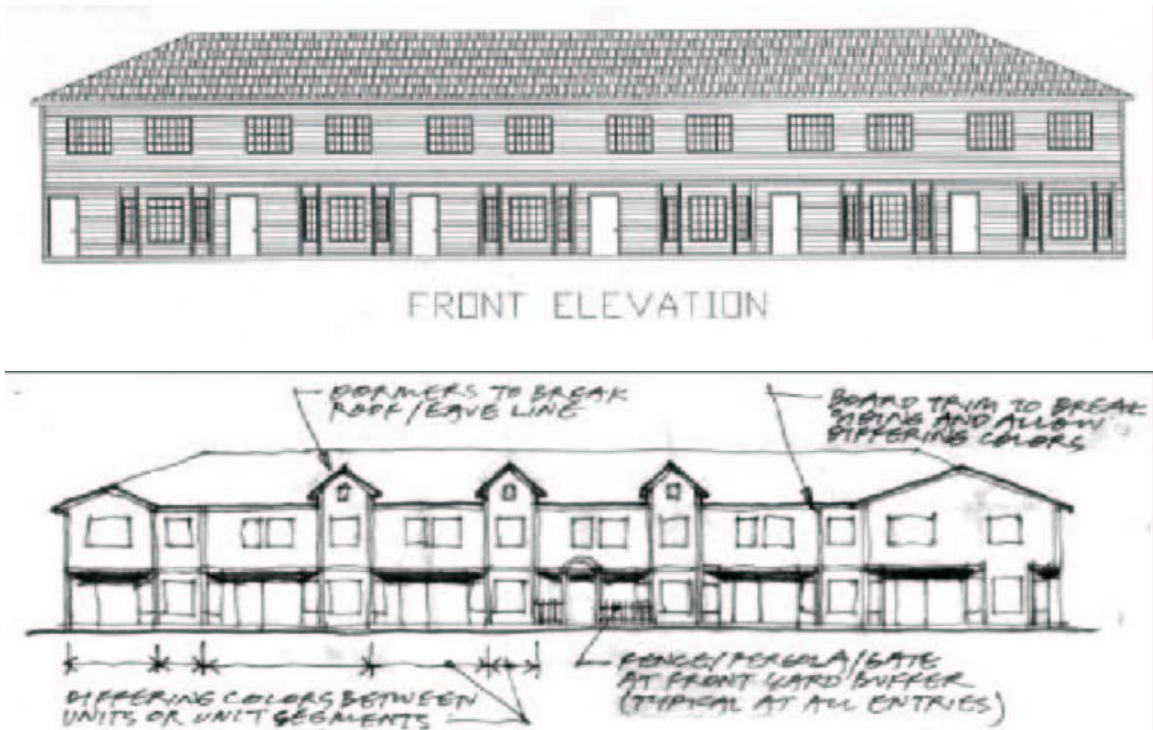 FRONT ELEVATION
DORMERS TO BREAK
ROOF/EAVE LINE
BOARD TRIM TO BREAK
SIDING AND ALLOW
DIFFERING COLORS
FENCE/PERGOLA/GATE
AT FRONT YARD BUFFER
(TYPICAL AT ALL ENTRIES)
DIFFERING COLORS BETWEEN
UNITS OR UNIT SEGMENTS